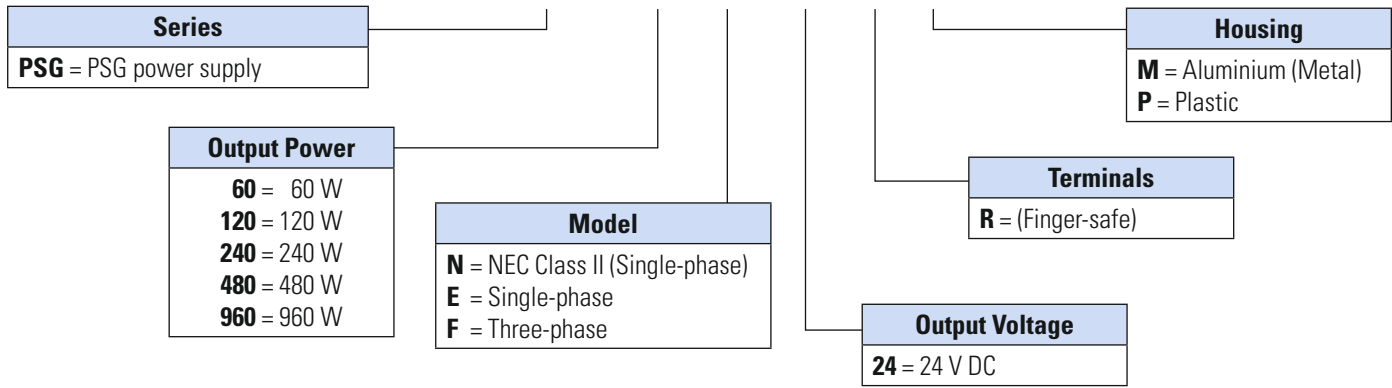 Series
PSG = PSG power supply
Output Power
60 = 60 W
120 = 120 W
240 = 240 W
480 = 480 W
960 = 960 W
Model
N = NEC Class II (Single-phase)
E = Single-phase
F = Three-phase
Output Voltage
24 = 24 V DC
Terminals
R = (Finger-safe)
Housing
M = Aluminium (Metal)
P = Plastic